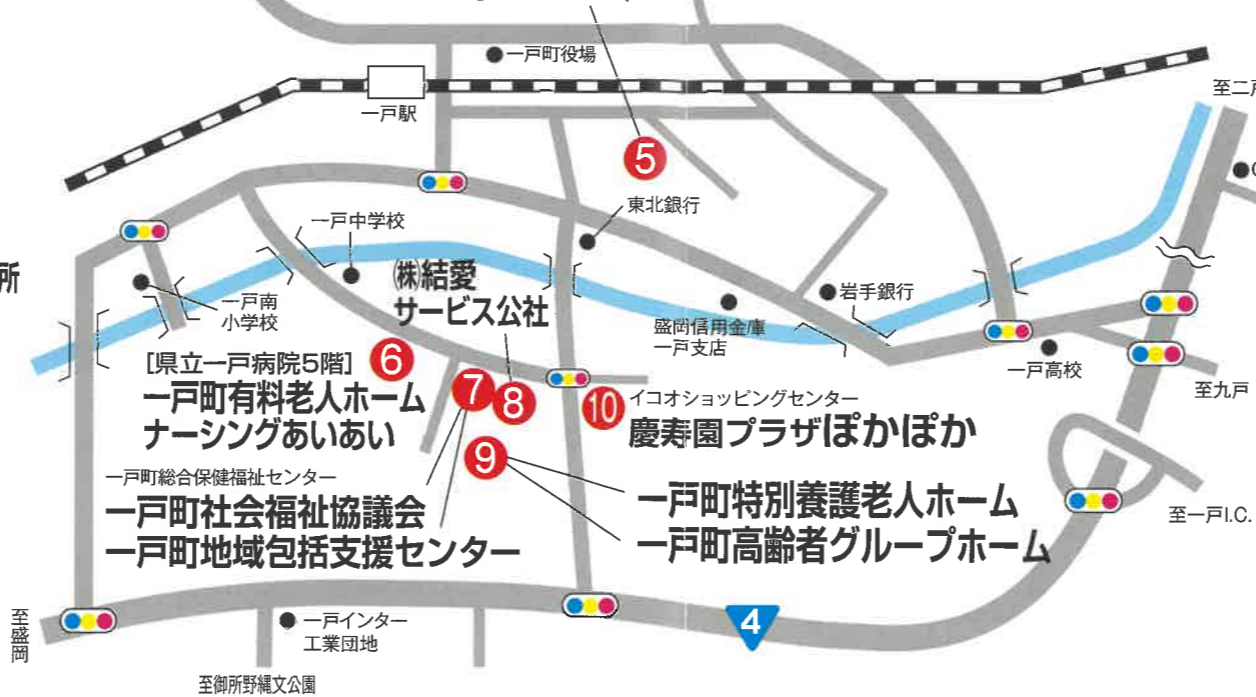 一戸町役場
一戸駅
至二戸
5
東北銀行
一戸中学校
所
一戸南
小学校
㈱結愛
サービス公社
岩手銀行
盛岡信用金庫
一戸支店
一戸高校
至九戸
[県立一戸病院5階]
6
一戸町有料老人ホーム
ナーシングあいあい
7
8
10
イコオショッピングセンター
慶寿園プラザぽかぽか
9
一戸町総合保健福祉センター
一戸町社会福祉協議会
一戸町地域包括支援センター
一戸町特別養護老人ホーム
一戸町高齢者グループホーム
至一戸I.C.
至盛岡
一戸インター
工業団地
4
至御所野縄文公園